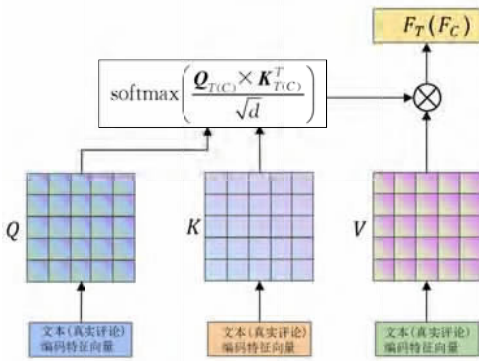 F_T(F_C)
softmax(Q_{T(C)} × K^T_{T(C)} / √d)
Q
K
V
文本(真实评论)
编码特征向量
文本(真实评论)
编码特征向量
文本(真实评论)
编码特征向量